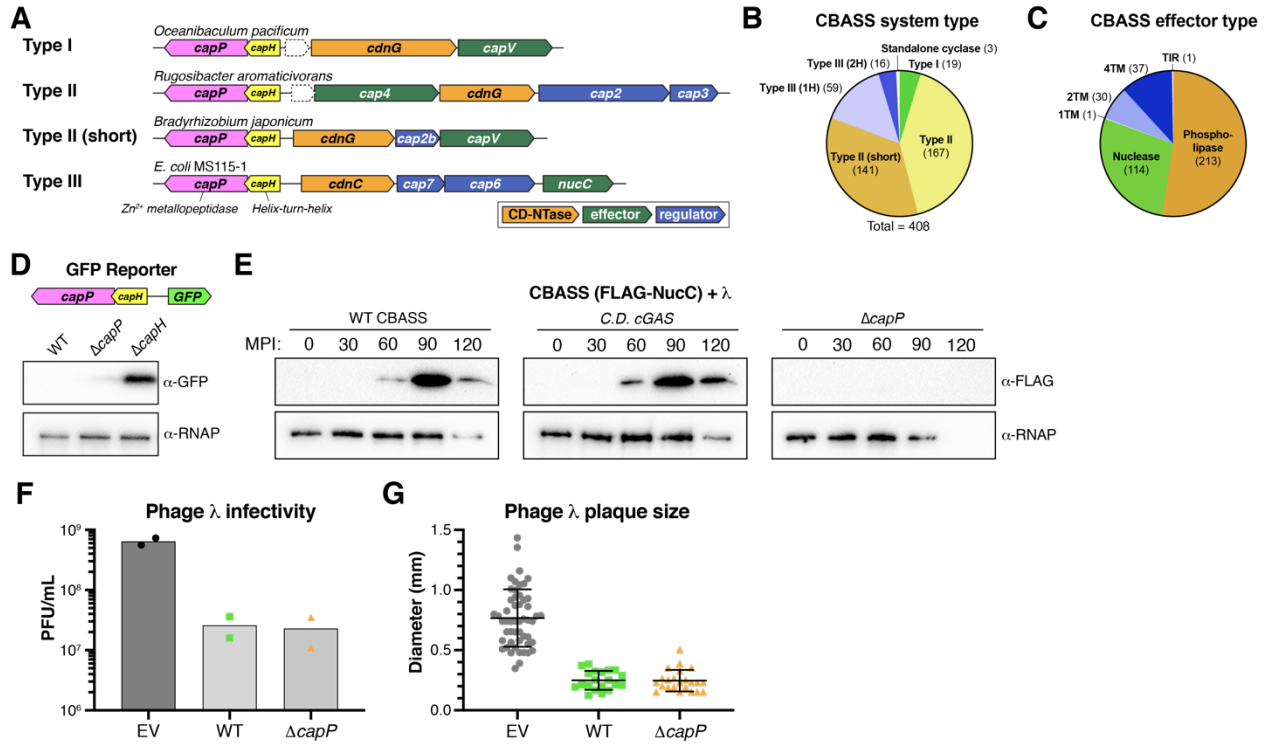 A
Type I
Oceanibaculum pacificum
capP capH cdnG capV
Type II
Rugosibacter aromaticivorans
capP capH cap4 cdnG cap2 cap3
Type II (short)
Bradyrhizobium japonicum
capP capH cdnG cap2b capV
Type III
E. coli MS115-1
capP capH cdnC cap7 cap6 nucC
Zn2+ metallopeptidase Helix-turn-helix
CD-NTase effector regulator
B
CBASS system type
Standalone cyclase (3)
Type III (2H) (16) Type I (19)
Type III (1H) (59)
Type II
(167)
Type II (short)
(141)
Total = 408
C
CBASS effector type
TIR (1)
4TM (37)
2TM (30)
1TM (1)
Phospho-
lipase
(213)
Nuclease
(114)
D
GFP Reporter
capP capH GFP
WT ΔcapP ΔcapH
α-GFP
α-RNAP
E
CBASS (FLAG-NucC) + λ
WT CBASS C.D. cGAS ΔcapP
MPI: 0 30 60 90 120 0 30 60 90 120 0 30 60 90 120
α-FLAG
α-RNAP
F
Phage λ infectivity
PFU/mL
10⁹
10⁸
10⁷
10⁶
EV WT ΔcapP
G
Phage λ plaque size
Diameter (mm)
1.5
1.0
0.5
0.0
EV WT ΔcapP